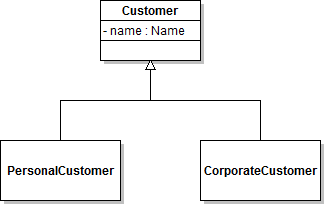 Customer
- name : Name
PersonalCustomer
CorporateCustomer